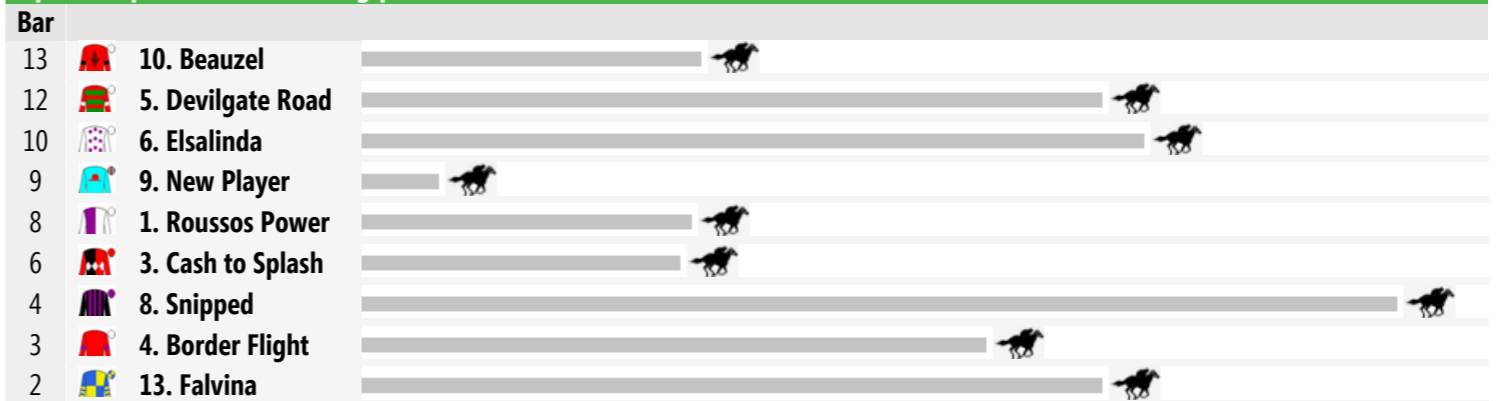 Bar
13 10. Beauzel
12 5. Devilgate Road
10 6. Elsalinda
9 9. New Player
8 1. Roussos Power
6 3. Cash to Splash
4 8. Snipped
3 4. Border Flight
2 13. Falvina